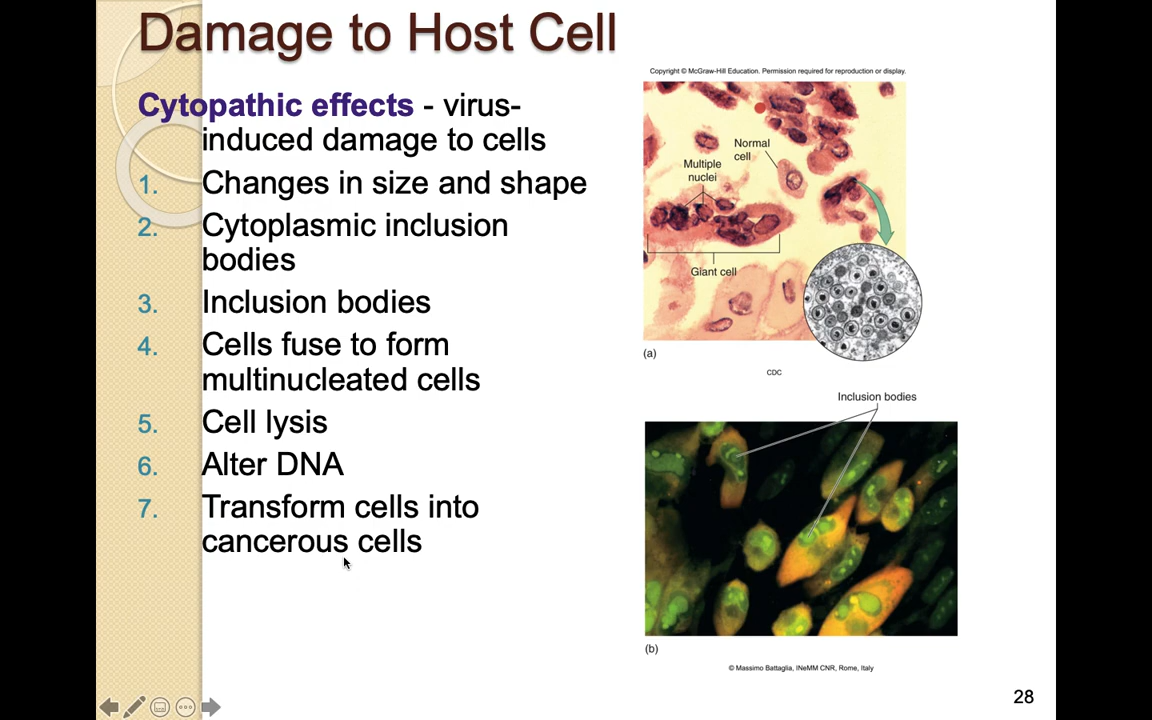 Damage to Host Cell
Cytopathic effects - virus-
induced damage to cells
1. Changes in size and shape
2. Cytoplasmic inclusion
bodies
3. Inclusion bodies
4. Cells fuse to form
multinucleated cells
5. Cell lysis
6. Alter DNA
7. Transform cells into
cancerous cells
Copyright © McGraw-Hill Education. Permission required for reproduction or display.
Normal
cell
Multiple
nuclei
Giant cell
(a)
CDC
Inclusion bodies
(b)
© Massimo Battaglia, INeMM CNR, Rome, Italy
28